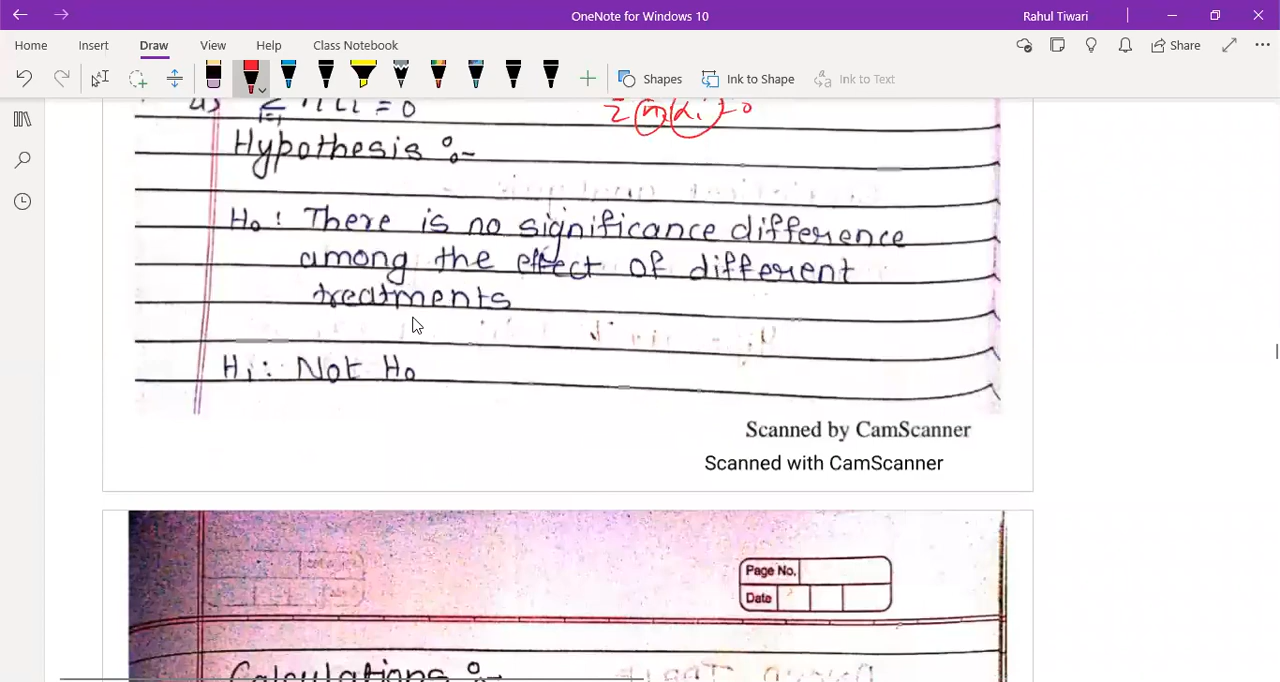 OneNote for Windows 10
Rahul Tiwari
Home Insert Draw View Help Class Notebook
Share
Shapes Ink to Shape Ink to Text
= 0
Hypothesis :-
H0 : There is no significance difference
among the effect of different
treatments
H1 : Not H0
Scanned by CamScanner
Scanned with CamScanner
Page No.
Date
Calculations :-